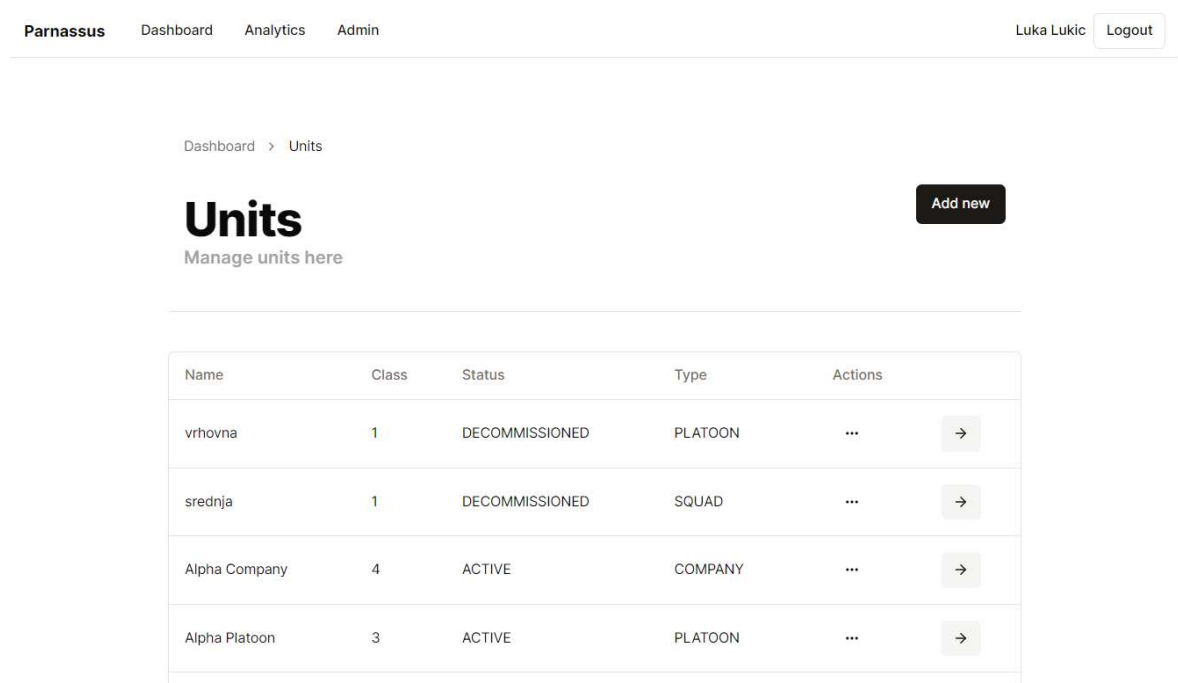 Parnassus Dashboard Analytics Admin Luka Lukic Logout
Dashboard > Units
Units
Add new
Manage units here
Name Class Status Type Actions
vrhovna 1 DECOMMISSIONED PLATOON ...
srednja 1 DECOMMISSIONED SQUAD ...
Alpha Company 4 ACTIVE COMPANY ...
Alpha Platoon 3 ACTIVE PLATOON ...